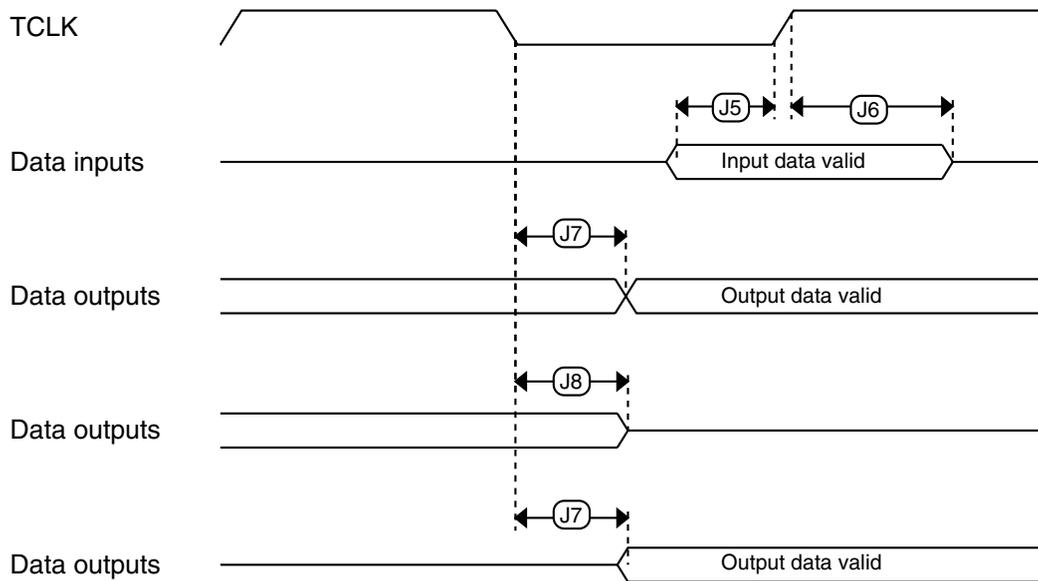 TCLK
J5
J6
Data inputs
Input data valid
J7
Data outputs
Output data valid
J8
Data outputs
J7
Data outputs
Output data valid